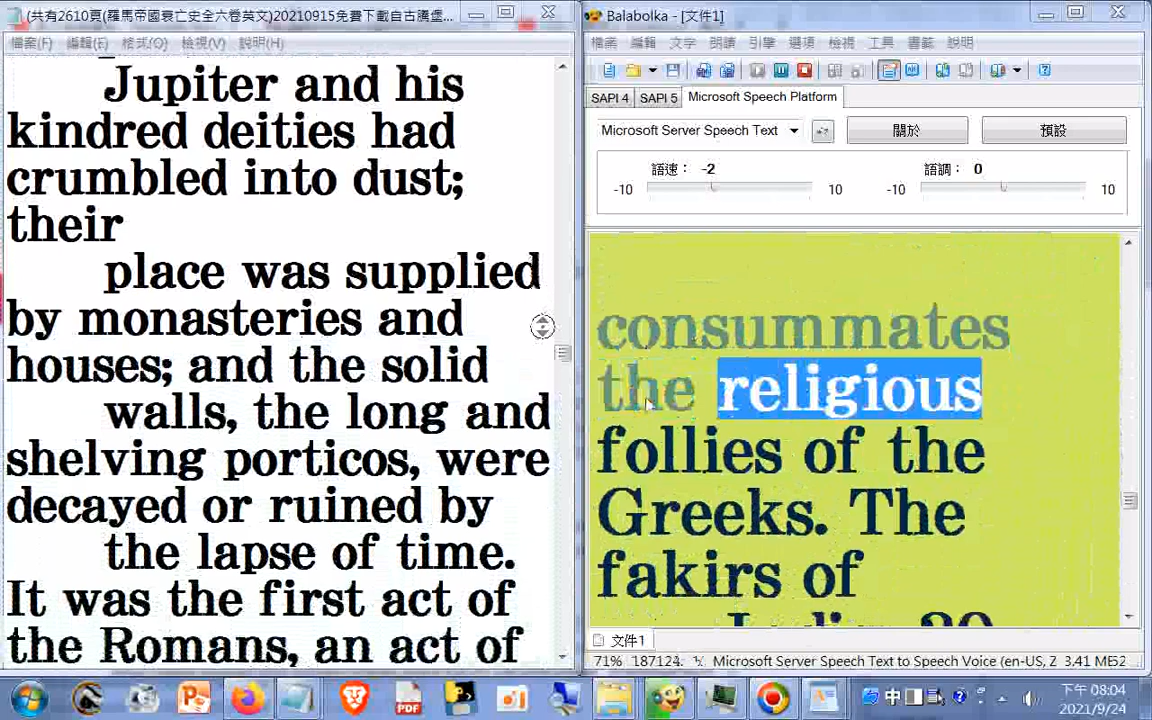 (共有2610頁(羅馬帝國衰亡史全六卷英文)20210915免費下載自古騰堡...
檔案(F) 編輯(E) 格式(O) 檢視(V) 說明(H)
Jupiter and his
kindred deities had
crumbled into dust;
their
place was supplied
by monasteries and
houses; and the solid
walls, the long and
shelving porticos, were
decayed or ruined by
the lapse of time.
It was the first act of
the Romans, an act of
Balabolka - [文件1]
檔案 編輯 文字 朗讀 引擎 選項 檢視 工具 書籤 說明
SAPI 4 SAPI 5 Microsoft Speech Platform
Microsoft Server Speech Text 關於 預設
語速: -2 語調: 0
-10 10 -10 10
consummates
the religious
follies of the
Greeks. The
fakirs of
文件1
71% 187124. Microsoft Server Speech Text to Speech Voice (en-US, Z 3,41 ME52
中 下午 08:04
2021/9/24